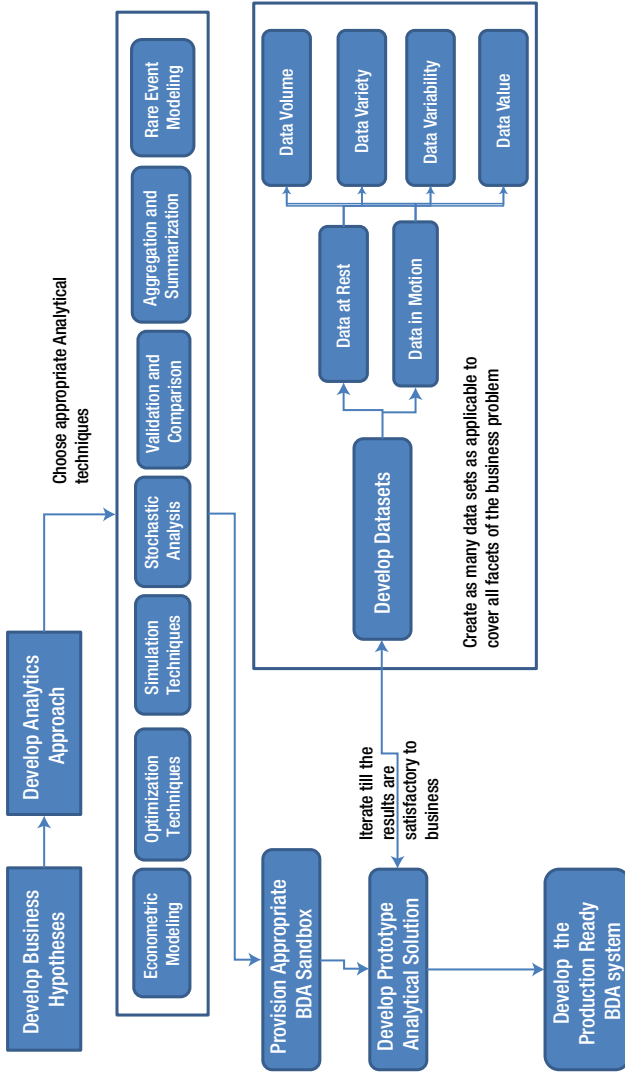 Develop Business
Hypotheses
Develop Analytics
Approach
Choose appropriate Analytical
techniques
Econometric
Modeling
Optimization
Techniques
Simulation
Techniques
Stochastic
Analysis
Validation and
Comparison
Aggregation and
Summarization
Rare Event
Modeling
Provision Appropriate
BDA Sandbox
Develop Prototype
Analytical Solution
Iterate till the
results are
satisfactory to
business
Develop Datasets
Data at Rest
Data in Motion
Data Volume
Data Variety
Data Variability
Data Value
Create as many data sets as applicable to
cover all facets of the business problem
Develop the
Production Ready
BDA system